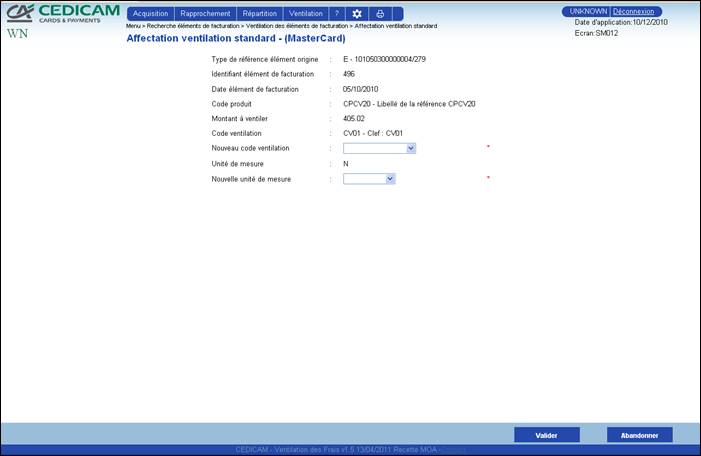 CA CEDICAM
CARDS & PAYMENTS
WN
Acquisition Rapprochement Répartition Ventilation ?
UNKNOWN Déconnexion
Date d'application:10/12/2010
Ecran:SM012
Menu > Recherche éléments de facturation > Ventilation des éléments de facturation > Affectation ventilation standard
Affectation ventilation standard - (MasterCard)
Type de référence élément origine : E - 101050300000004/279
Identifiant élément de facturation : 496
Date élément de facturation : 05/10/2010
Code produit : CPCV20 - Libellé de la référence CPCV20
Montant à ventiler : 405.02
Code ventilation : CV01 - Clef : CV01
Nouveau code ventilation : *
Unité de mesure : N
Nouvelle unité de mesure : *
Valider Abandonner
CEDICAM - Ventilation des Frais v1.5 13/04/2011 Recette MOA -